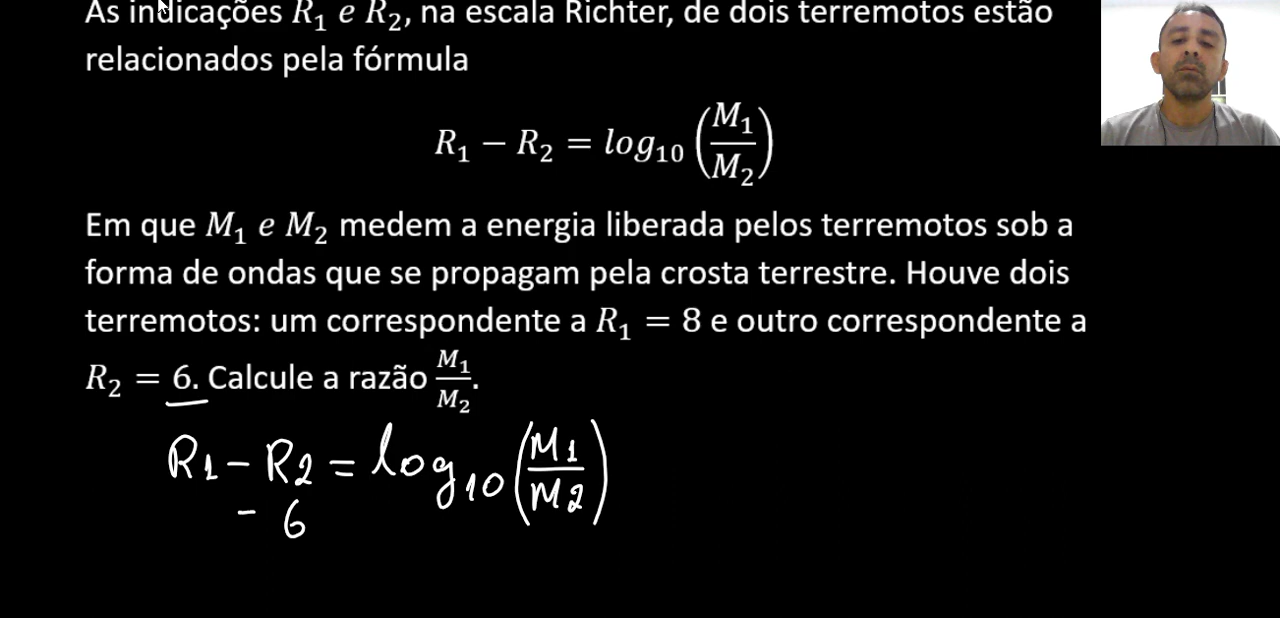 As indicações R₁ e R₂, na escala Richter, de dois terremotos estão
relacionados pela fórmula
R₁ − R₂ = log₁₀ (M₁/M₂)
Em que M₁ e M₂ medem a energia liberada pelos terremotos sob a
forma de ondas que se propagam pela crosta terrestre. Houve dois
terremotos: um correspondente a R₁ = 8 e outro correspondente a
R₂ = 6. Calcule a razão M₁/M₂.
R1 − R2 = log₁₀ (M1/M2)
− 6